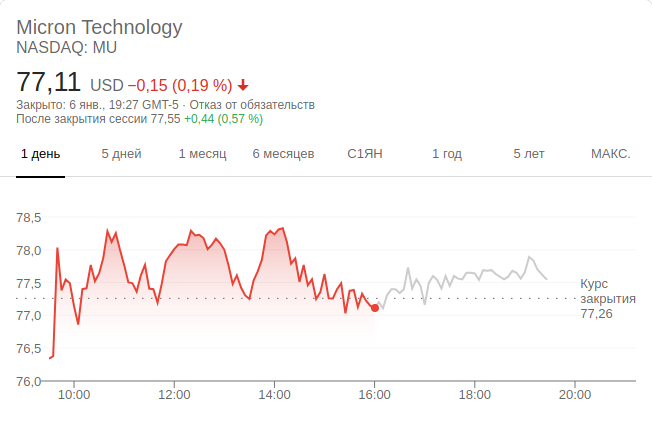 Micron Technology
NASDAQ: MU
77,11 USD −0,15 (0,19 %)
Закрыто: 6 янв., 19:27 GMT-5 · Отказ от обязательств
После закрытия сессии 77,55 +0,44 (0,57 %)
1 день 5 дней 1 месяц 6 месяцев С1ЯН 1 год 5 лет МАКС.
78,5
78,0
77,5
77,0
76,5
76,0
Курс
закрытия
77,26
10:00 12:00 14:00 16:00 18:00 20:00